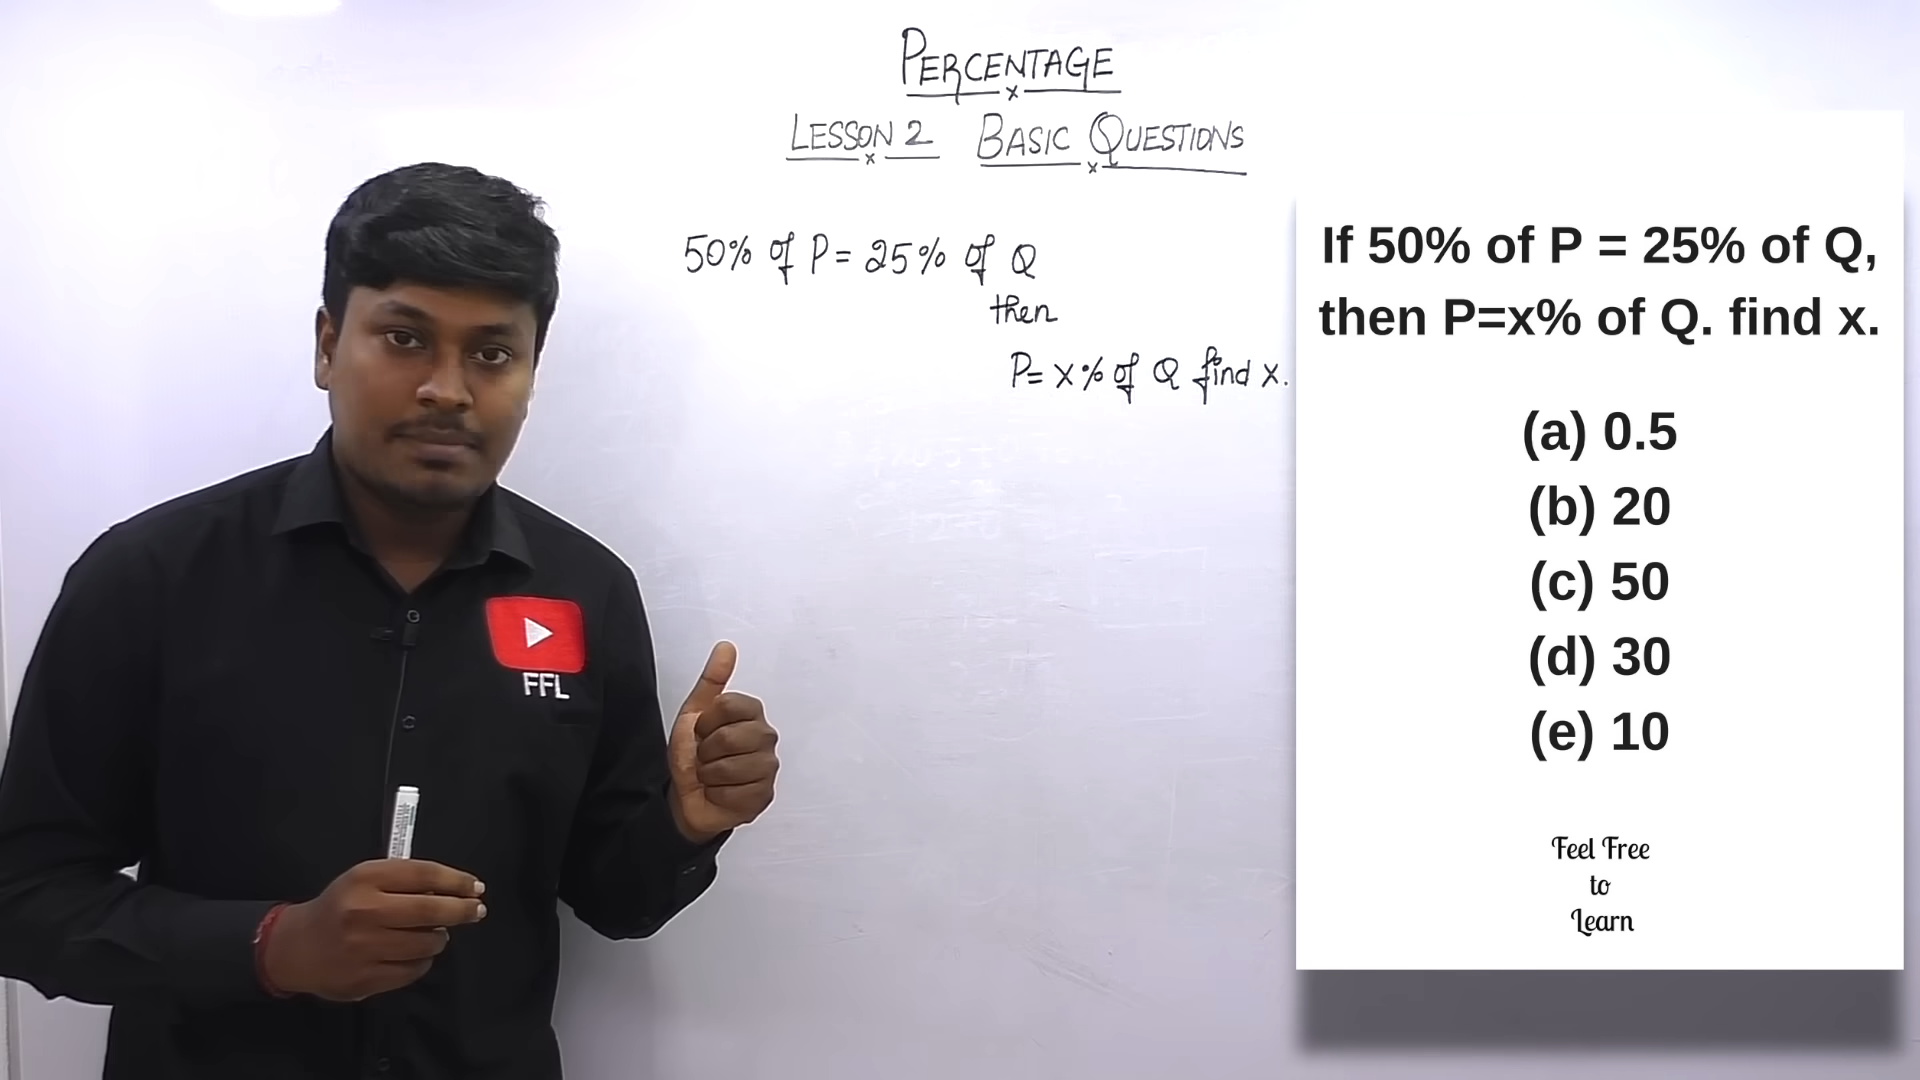 PERCENTAGE
LESSON 2 BASIC QUESTIONS
50% of P = 25% of Q
then
P= x% of Q find x.
If 50% of P = 25% of Q,
then P=x% of Q. find x.
(a) 0.5
(b) 20
(c) 50
(d) 30
(e) 10
Feel Free
to
Learn
FFL